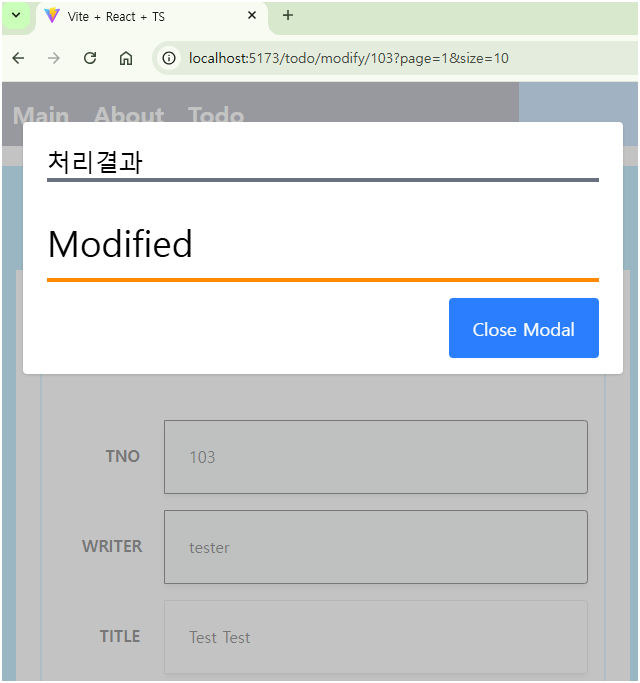 Vite + React + TS
localhost:5173/todo/modify/103?page=1&size=10
Main About Todo
처리결과
Modified
Close Modal
TNO 103
WRITER tester
TITLE Test Test